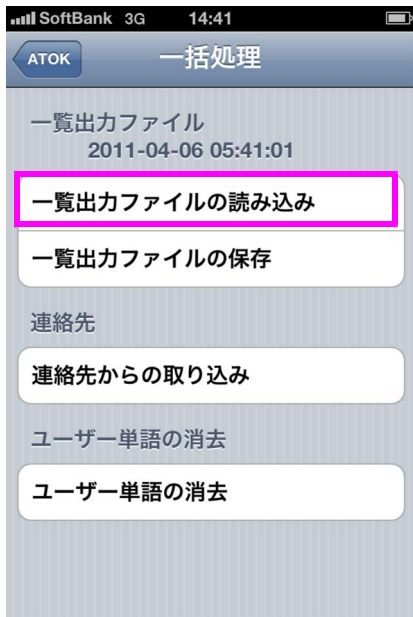 SoftBank 3G 14:41
ATOK 一括処理
一覧出力ファイル
2011-04-06 05:41:01
一覧出力ファイルの読み込み
一覧出力ファイルの保存
連絡先
連絡先からの取り込み
ユーザー単語の消去
ユーザー単語の消去